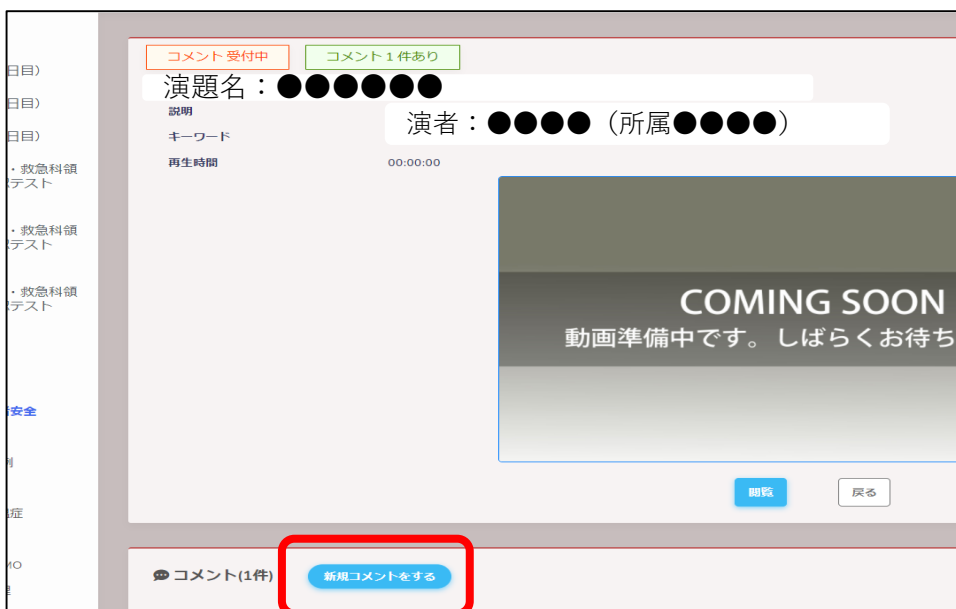 コメント 受付中
コメント 1 件あり
演題名：●●●●●●
説明
演者：●●●●（所属●●●●）
キーワード
再生時間
00:00:00
COMING SOON
動画準備中です。しばらくお待ち
閲覧
戻る
コメント(1件)
新規コメントをする
日目）
日目）
日目）
・救急科領
テスト
・救急科領
テスト
・救急科領
テスト
安全
症
MO